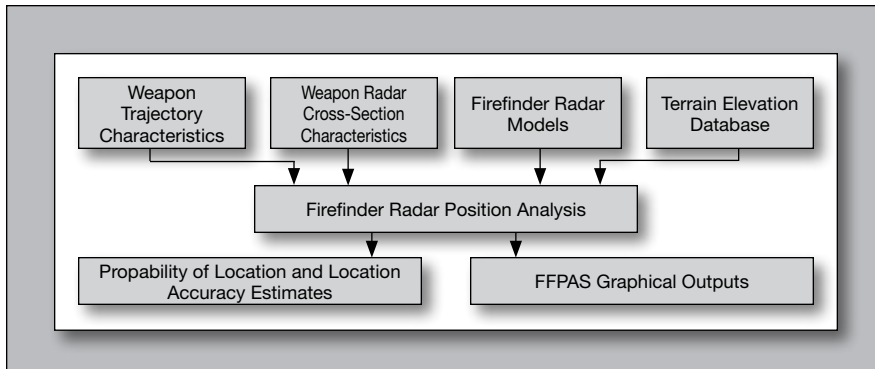 Weapon
Trajectory
Characteristics
Weapon Radar
Cross-Section
Characteristics
Firefinder Radar
Models
Terrain Elevation
Database
Firefinder Radar Position Analysis
Propability of Location and Location
Accuracy Estimates
FFPAS Graphical Outputs